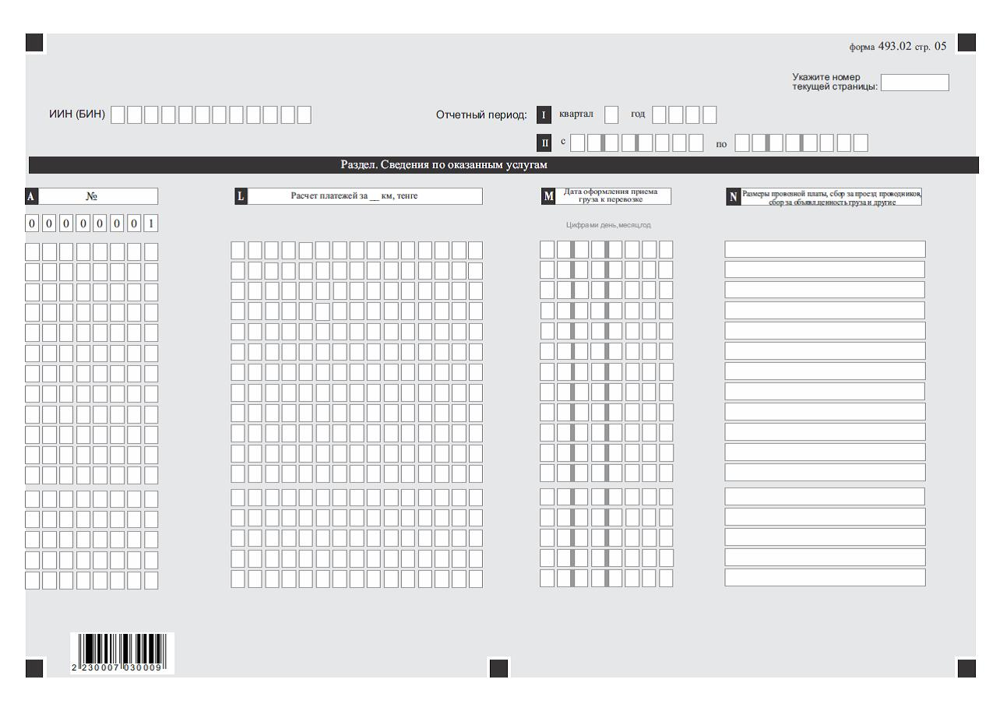 форма 493.02 стр. 05
Укажите номер
текущей страницы:
ИИН (БИН)
Отчетный период: I квартал год
II с по
Раздел. Сведения по оказанным услугам
A №
L Расчет платежей за __ км, тенге
M Дата оформления приема
груза к перевозке
N Размеры провозной платы, сбор за проезд проводников,
сбор за объявл.ценность груза и другие
0 0 0 0 0 0 0 1
Цифрами день,месяц,год
2 230007 030009